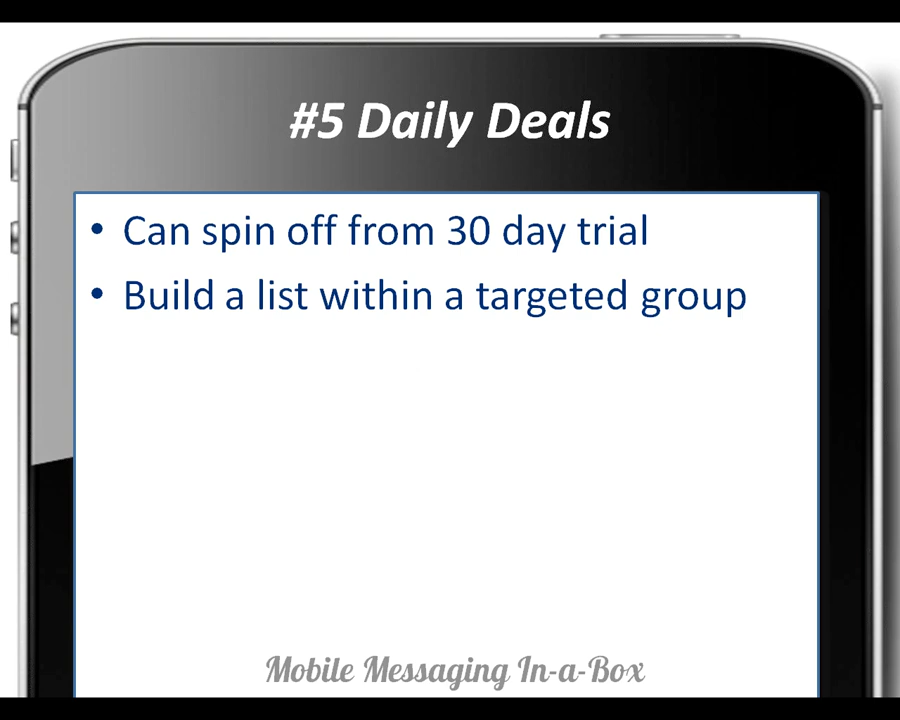 #5 Daily Deals
• Can spin off from 30 day trial
• Build a list within a targeted group
Mobile Messaging In-a-Box